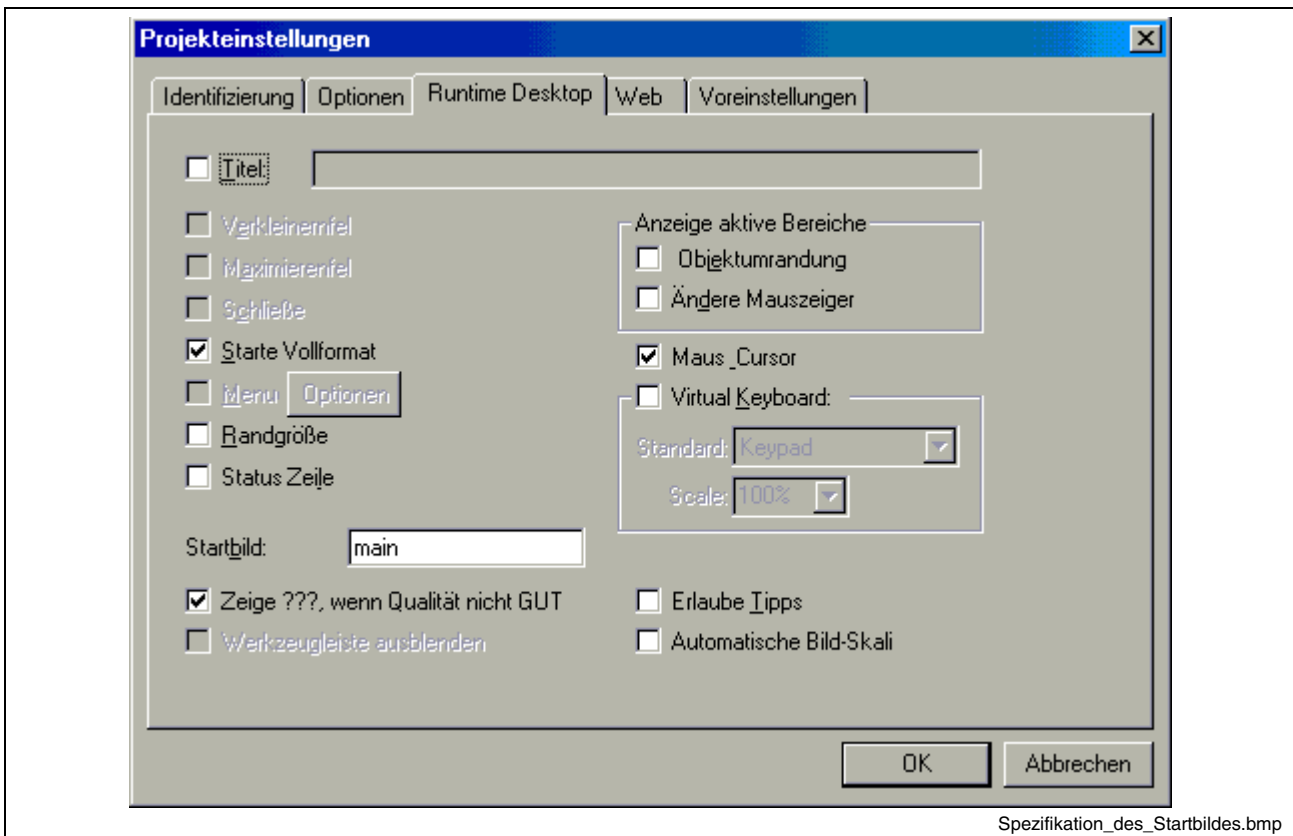 Projekteinstellungen
Identifizierung Optionen Runtime Desktop Web Voreinstellungen
Titel:
Verkleinernfel
Maximierenfel
Schließe
Starte Vollformat
Menu Optionen
Randgröße
Status Zeile
Anzeige aktive Bereiche
Objektumrandung
Ändere Mauszeiger
Maus_Cursor
Virtual Keyboard:
Standard: Keypad
Scale: 100%
Startbild: main
Zeige ???, wenn Qualität nicht GUT
Werkzeugleiste ausblenden
Erlaube Tipps
Automatische Bild-Skali
OK Abbrechen
Spezifikation_des_Startbildes.bmp